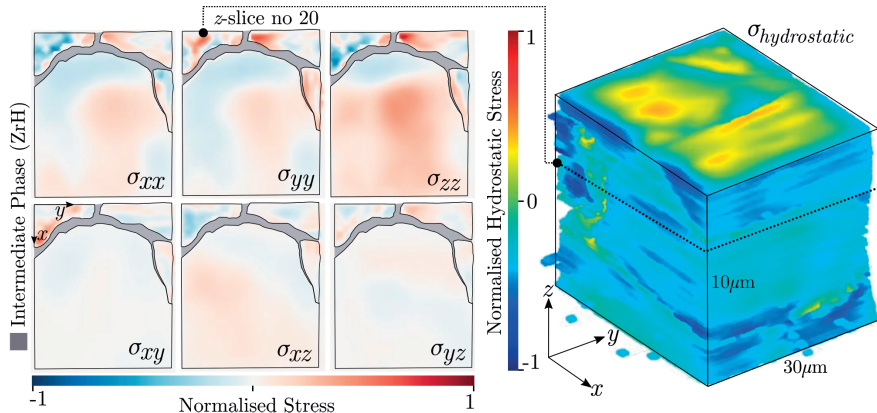 z-slice no 20
σxx
σyy
σzz
Intermediate Phase (ZrH)
y
x
σxy
σxz
σyz
-1
1
Normalised Stress
Normalised Hydrostatic Stress
1
0
-1
σhydrostatic
10μm
30μm
z
y
x